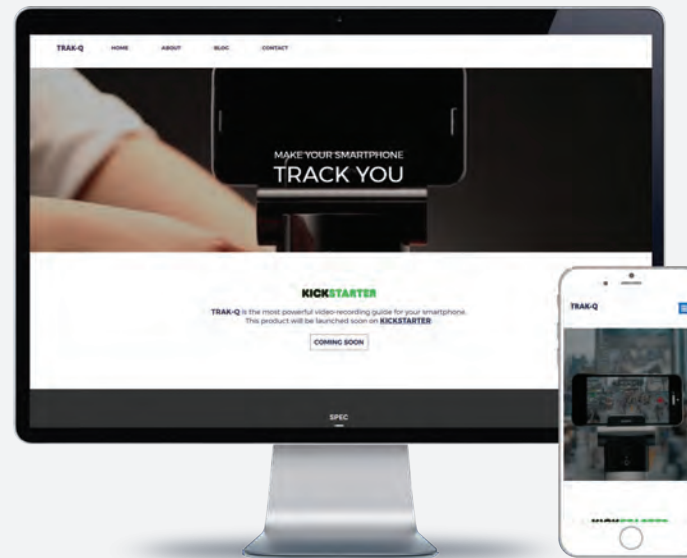 TRAK-Q HOME ABOUT BLOG CONTACT
MAKE YOUR SMARTPHONE
TRACK YOU
KICKSTARTER
TRAK-Q is the most powerful video-recording guide for your smartphone.
This product will be launched soon on KICKSTARTER
COMING SOON
SPEC
TRAK-Q